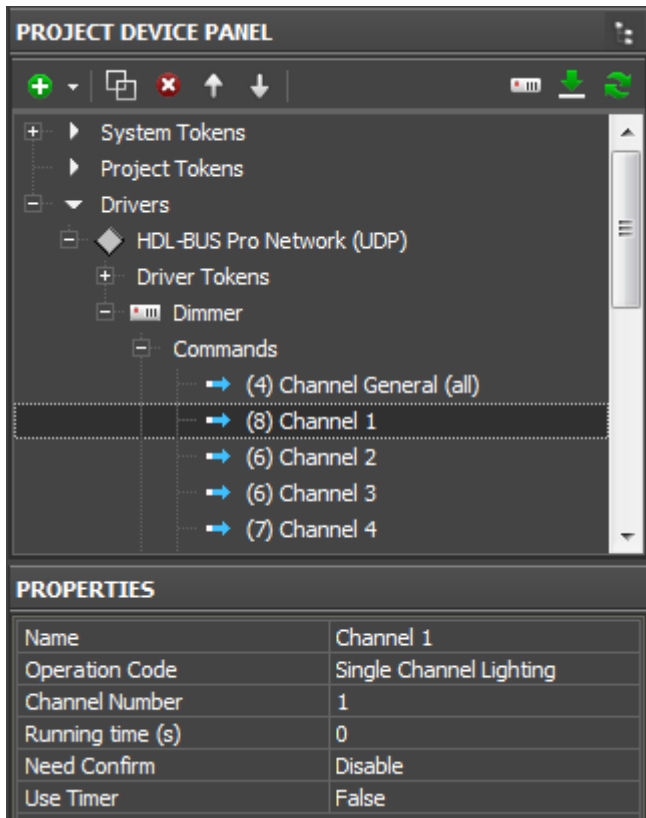 PROJECT DEVICE PANEL
System Tokens
Project Tokens
Drivers
HDL-BUS Pro Network (UDP)
Driver Tokens
Dimmer
Commands
(4) Channel General (all)
(8) Channel 1
(6) Channel 2
(6) Channel 3
(7) Channel 4
PROPERTIES
Name Channel 1
Operation Code Single Channel Lighting
Channel Number 1
Running time (s) 0
Need Confirm Disable
Use Timer False